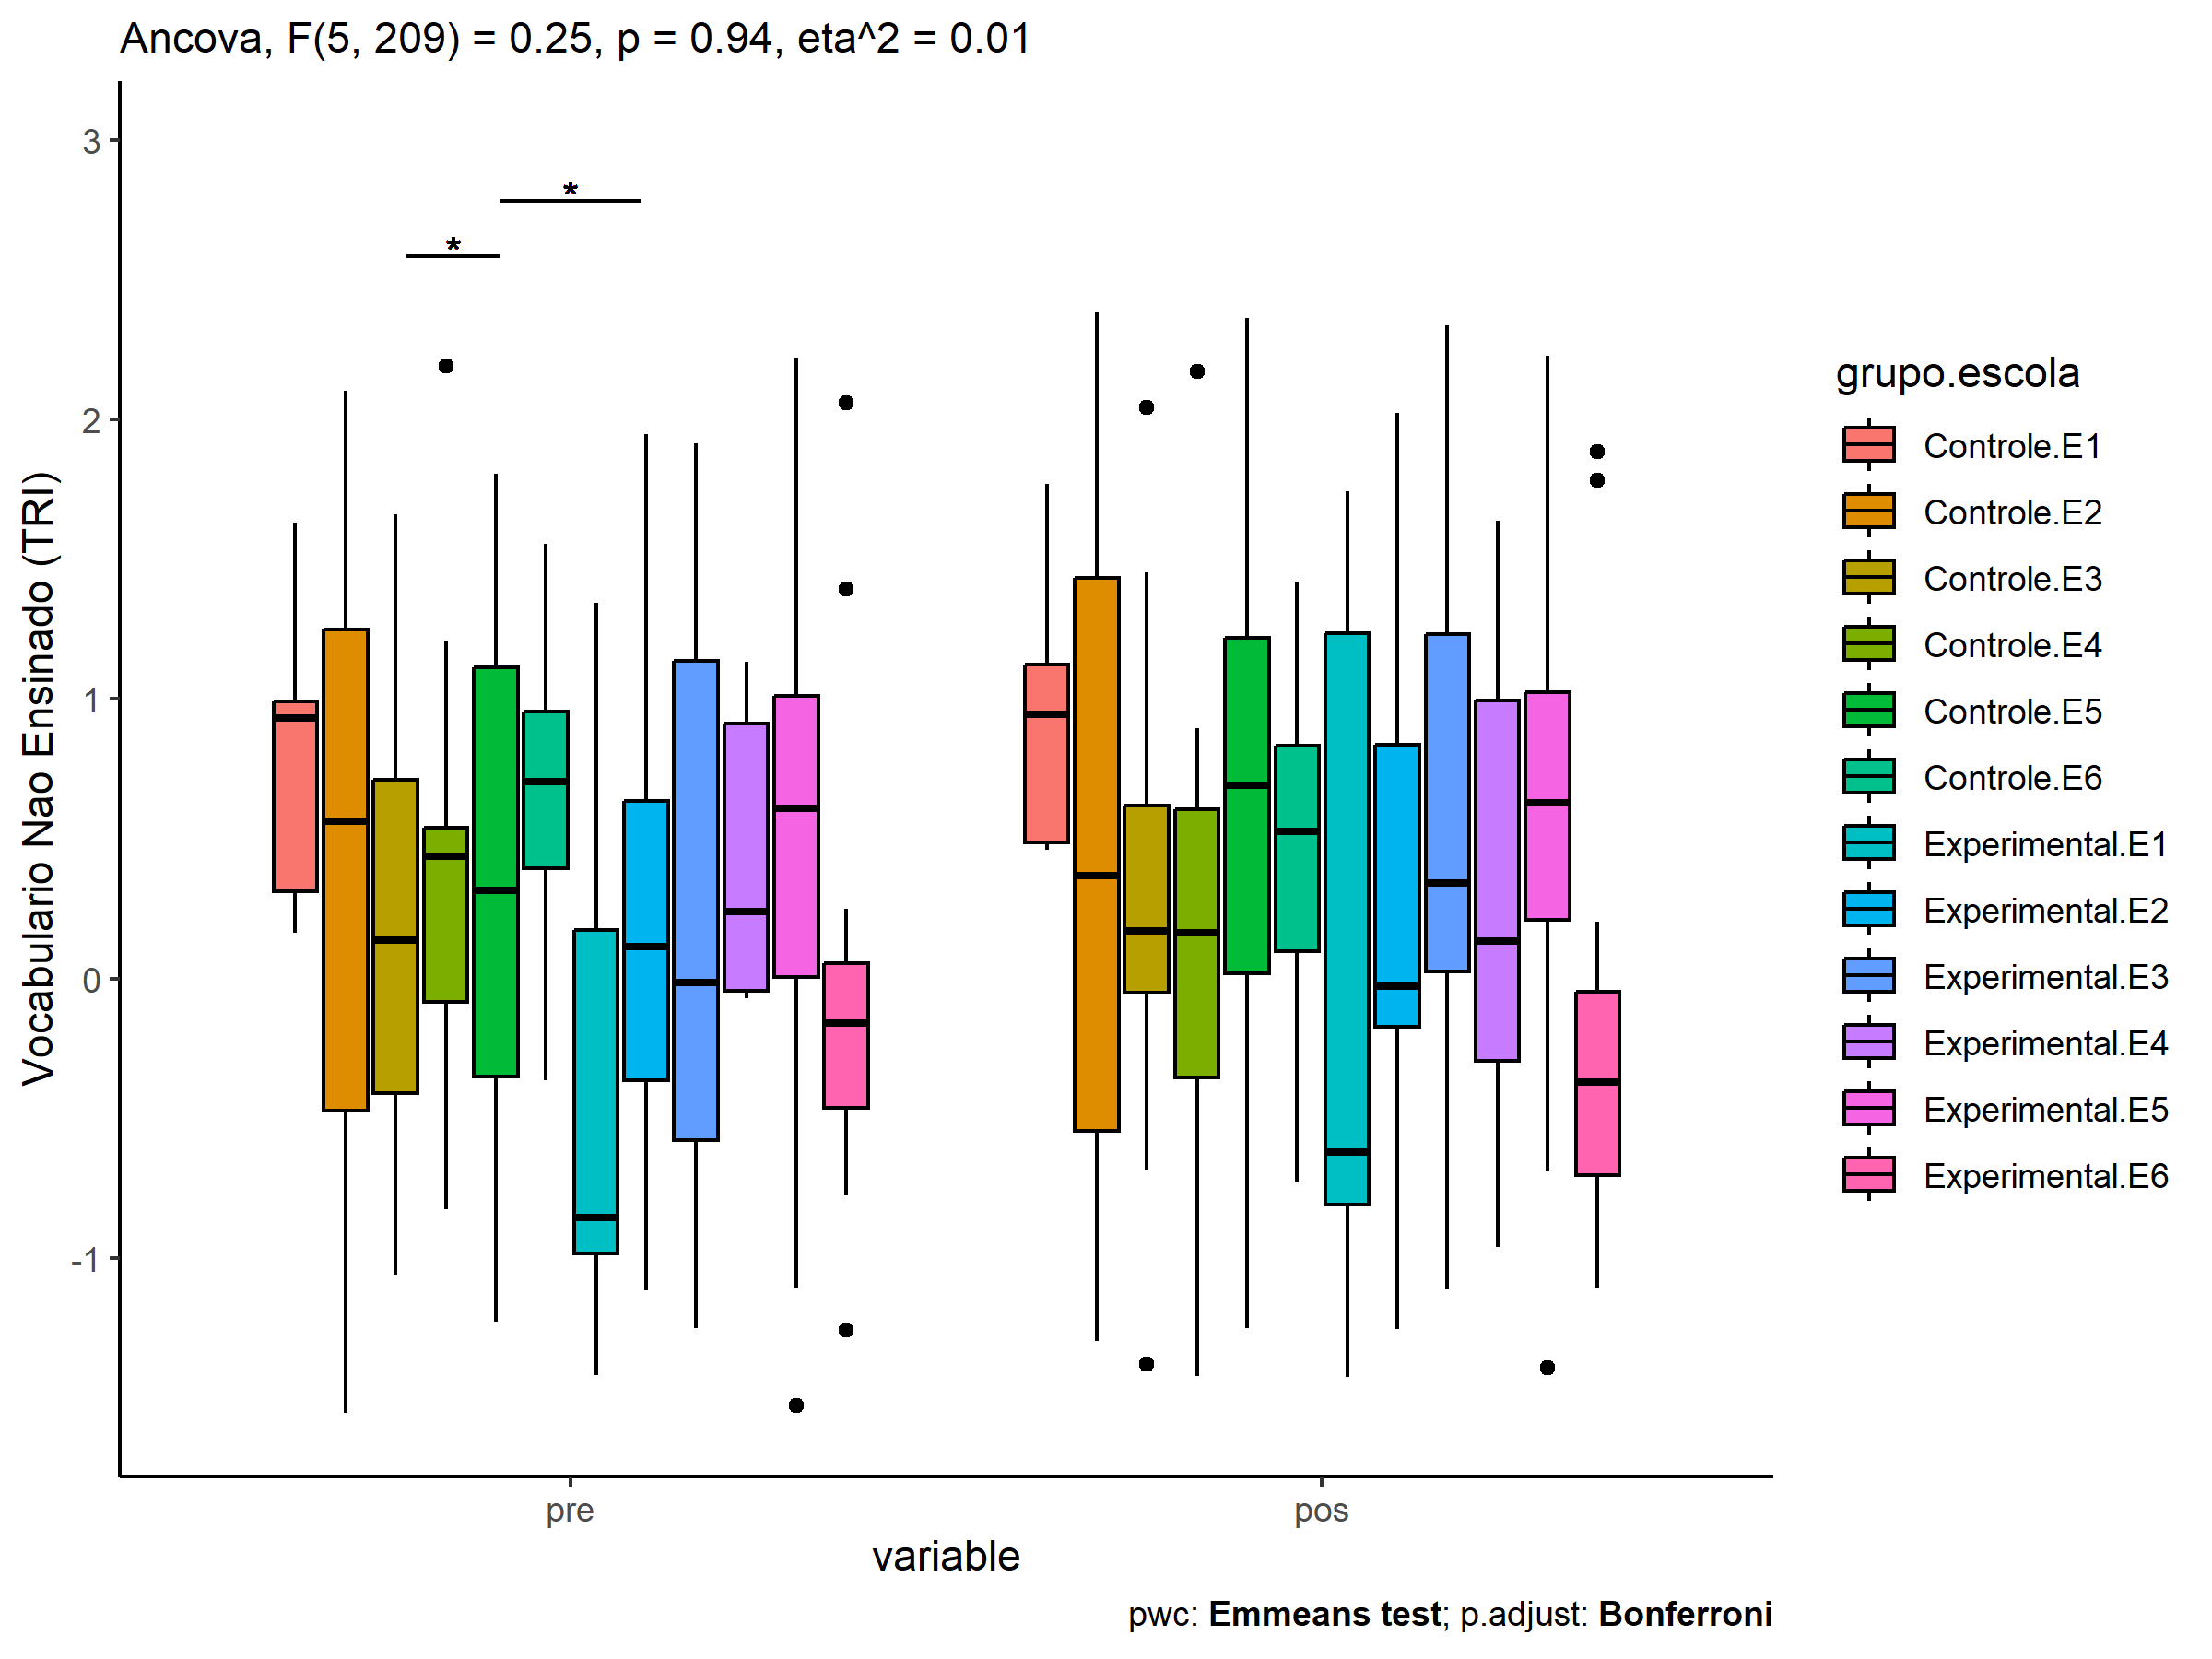 Ancova, F(5, 209) = 0.25, p = 0.94, eta^2 = 0.01
Vocabulario Nao Ensinado (TRI)
3
2
1
0
-1
*
*
pre
pos
variable
grupo.escola
Controle.E1
Controle.E2
Controle.E3
Controle.E4
Controle.E5
Controle.E6
Experimental.E1
Experimental.E2
Experimental.E3
Experimental.E4
Experimental.E5
Experimental.E6
pwc: Emmeans test; p.adjust: Bonferroni